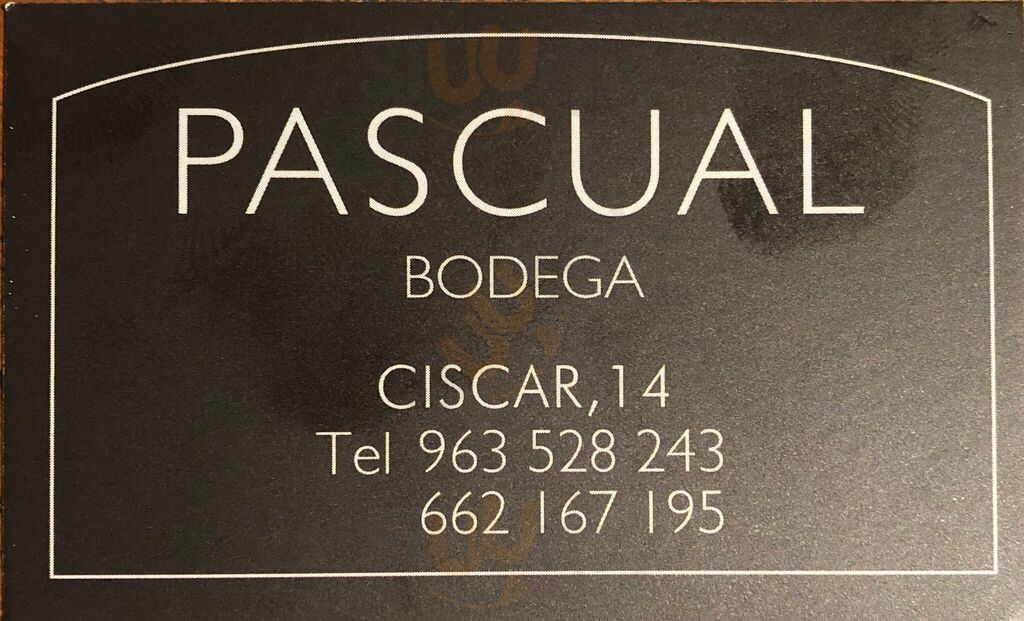 PASCUAL
BODEGA
CISCAR,14
Tel 963 528 243
662 167 195